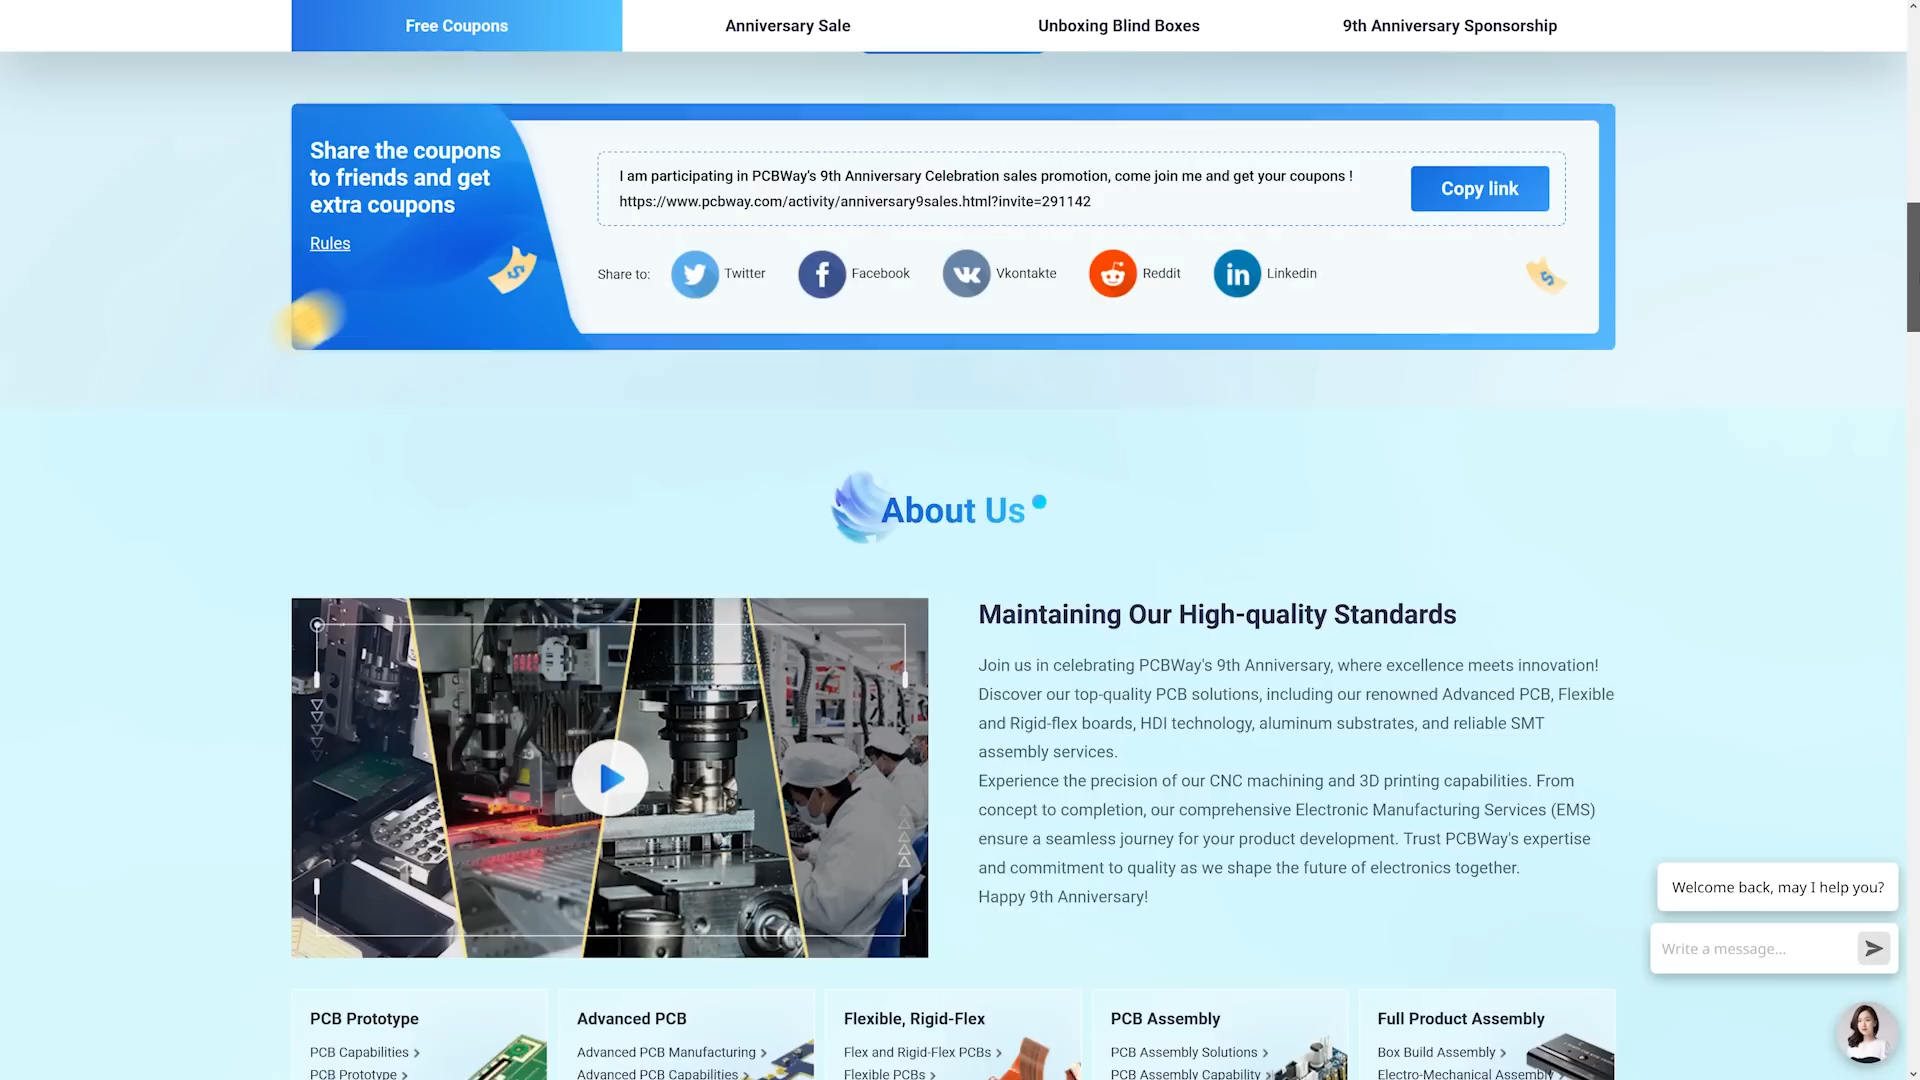 Free Coupons
Anniversary Sale
Unboxing Blind Boxes
9th Anniversary Sponsorship
Share the coupons
to friends and get
extra coupons
Rules
I am participating in PCBWay's 9th Anniversary Celebration sales promotion, come join me and get your coupons !
https://www.pcbway.com/activity/anniversary9sales.html?invite=291142
Copy link
Share to:
Twitter
Facebook
Vkontakte
Reddit
Linkedin
About Us
Maintaining Our High-quality Standards
Join us in celebrating PCBWay's 9th Anniversary, where excellence meets innovation!
Discover our top-quality PCB solutions, including our renowned Advanced PCB, Flexible
and Rigid-flex boards, HDI technology, aluminum substrates, and reliable SMT
assembly services.
Experience the precision of our CNC machining and 3D printing capabilities. From
concept to completion, our comprehensive Electronic Manufacturing Services (EMS)
ensure a seamless journey for your product development. Trust PCBWay's expertise
and commitment to quality as we shape the future of electronics together.
Happy 9th Anniversary!
Welcome back, may I help you?
Write a message...
PCB Prototype
PCB Capabilities >
PCB Prototype >
Advanced PCB
Advanced PCB Manufacturing >
Advanced PCB Capabilities >
Flexible, Rigid-Flex
Flex and Rigid-Flex PCBs >
Flexible PCBs >
PCB Assembly
PCB Assembly Solutions >
PCB Assembly Capability >
Full Product Assembly
Box Build Assembly >
Electro-Mechanical Assembly >